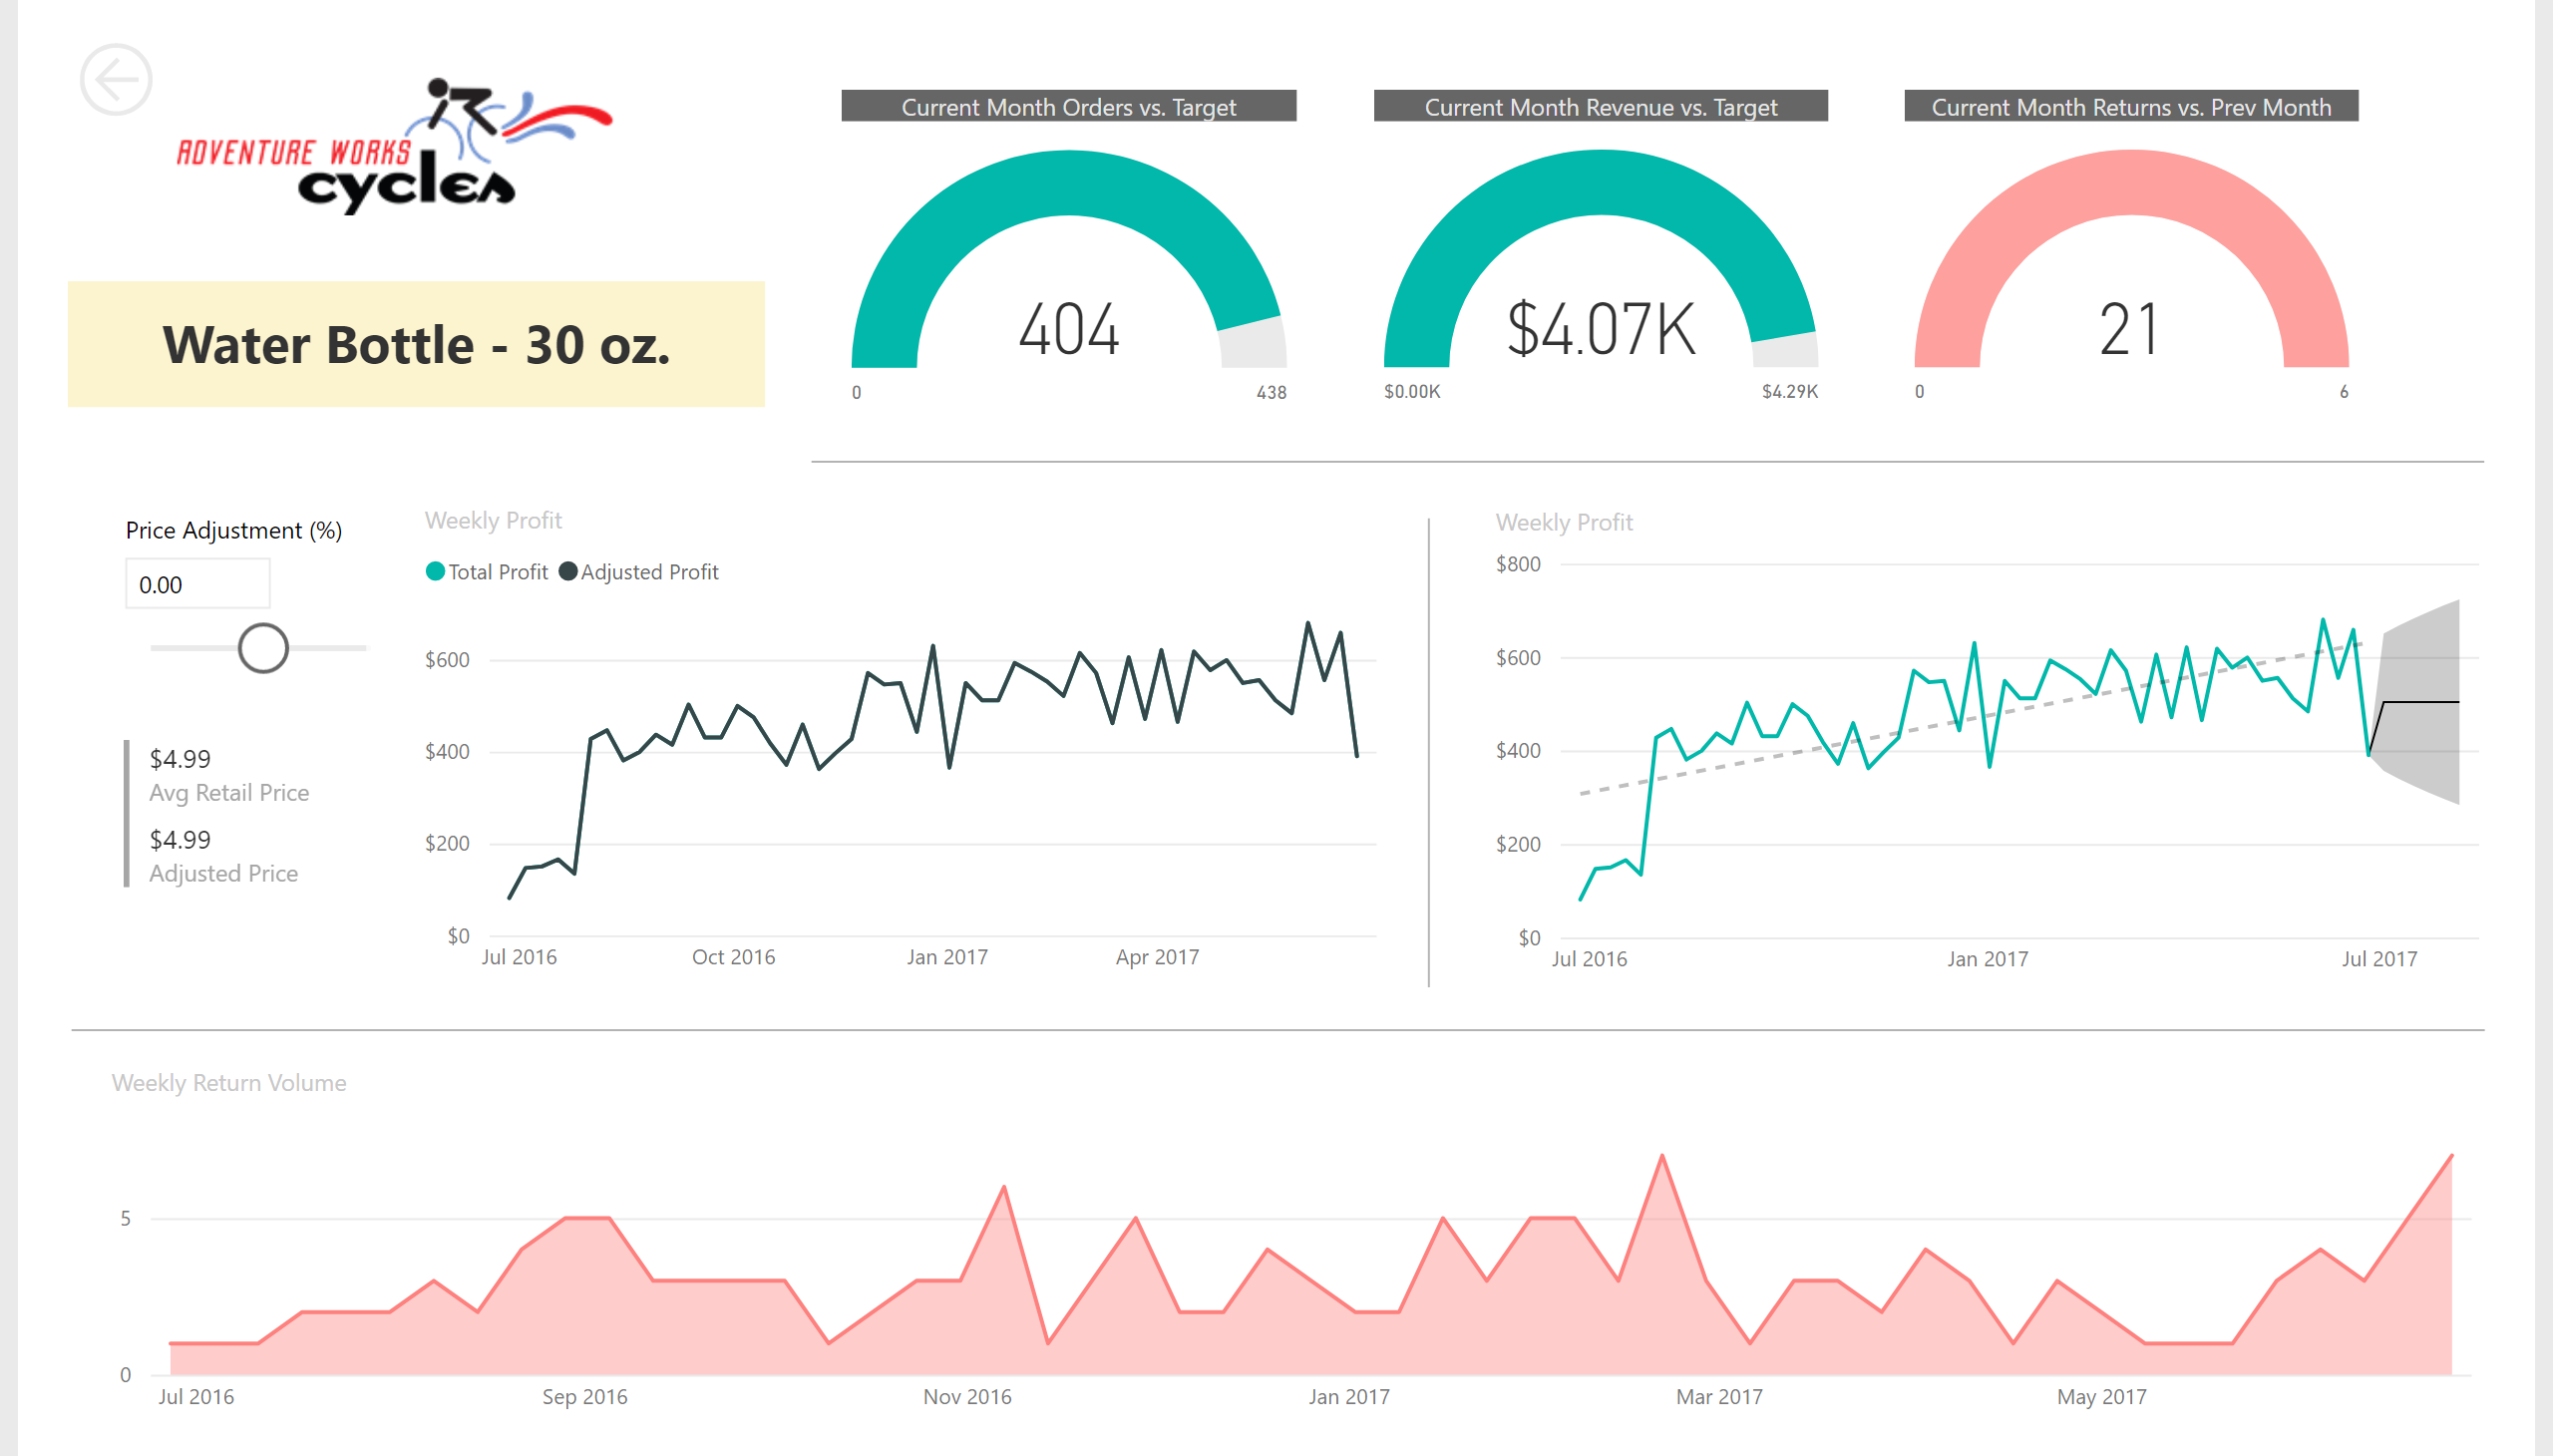 ADVENTURE WORKS
cycles
Water Bottle - 30 oz.
Current Month Orders vs. Target
404
0
438
Current Month Revenue vs. Target
$4.07K
$0.00K
$4.29K
Current Month Returns vs. Prev Month
21
0
6
Price Adjustment (%)
0.00
$4.99
Avg Retail Price
$4.99
Adjusted Price
Weekly Profit
Total Profit
Adjusted Profit
$600
$400
$200
$0
Jul 2016
Oct 2016
Jan 2017
Apr 2017
Weekly Profit
$800
$600
$400
$200
$0
Jul 2016
Jan 2017
Jul 2017
Weekly Return Volume
5
0
Jul 2016
Sep 2016
Nov 2016
Jan 2017
Mar 2017
May 2017